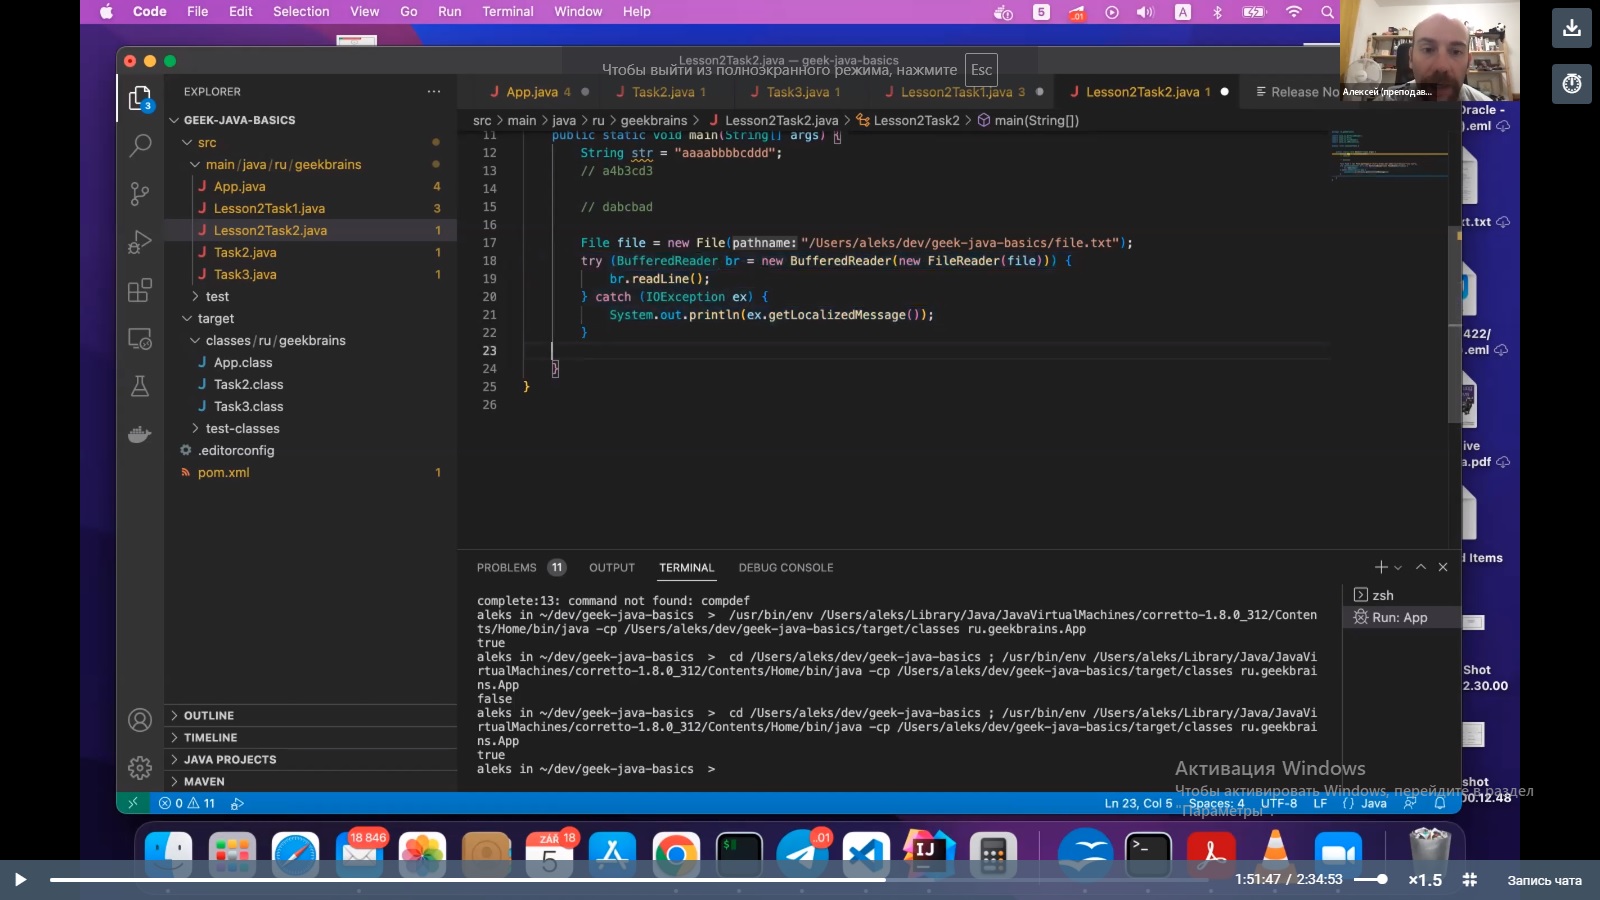 Code File Edit Selection View Go Run Terminal Window Help
5 .01 A
Lesson2Task2.java — geek-java-basics
Чтобы выйти из полноэкранного режима, нажмите Esc
Алексей (преподав...
EXPLORER ...
App.java 4 Task2.java 1 Task3.java 1 Lesson2Task1.java 3 Lesson2Task2.java 1 Release No
src > main > java > ru > geekbrains > Lesson2Task2.java > Lesson2Task2 > main(String[])
3
GEEK-JAVA-BASICS
src
main/java/ru/geekbrains
App.java 4
Lesson2Task1.java 3
Lesson2Task2.java 1
Task2.java 1
Task3.java 1
test
target
classes/ru/geekbrains
App.class
Task2.class
Task3.class
test-classes
.editorconfig
pom.xml 1
OUTLINE
TIMELINE
JAVA PROJECTS
MAVEN
11 public static void main(String[] args) {
12 String str = "aaaabbbbcddd";
13 // a4b3cd3
14
15 // dabcbad
16
17 File file = new File(pathname:"/Users/aleks/dev/geek-java-basics/file.txt");
18 try (BufferedReader br = new BufferedReader(new FileReader(file))) {
19 br.readLine();
20 } catch (IOException ex) {
21 System.out.println(ex.getLocalizedMessage());
22 }
23
24 }
25 }
26
PROBLEMS 11 OUTPUT TERMINAL DEBUG CONSOLE
complete:13: command not found: compdef
aleks in ~/dev/geek-java-basics > /usr/bin/env /Users/aleks/Library/Java/JavaVirtualMachines/corretto-1.8.0_312/Conten
ts/Home/bin/java -cp /Users/aleks/dev/geek-java-basics/target/classes ru.geekbrains.App
true
aleks in ~/dev/geek-java-basics > cd /Users/aleks/dev/geek-java-basics ; /usr/bin/env /Users/aleks/Library/Java/JavaVi
rtualMachines/corretto-1.8.0_312/Contents/Home/bin/java -cp /Users/aleks/dev/geek-java-basics/target/classes ru.geekbrai
ns.App
false
aleks in ~/dev/geek-java-basics > cd /Users/aleks/dev/geek-java-basics ; /usr/bin/env /Users/aleks/Library/Java/JavaVi
rtualMachines/corretto-1.8.0_312/Contents/Home/bin/java -cp /Users/aleks/dev/geek-java-basics/target/classes ru.geekbrai
ns.App
true
aleks in ~/dev/geek-java-basics >
zsh
Run: App
).eml
xt.txt
422/
.eml
ive
a.pdf
d Items
Shot
2.30.00
shot
00.12.48
Активация Windows
Чтобы активировать Windows, перейдите в раздел
"Параметры".
0 11 Ln 23, Col 5 Spaces: 4 UTF-8 LF {} Java
18 846 ZÁŘ 18 5 $ .01 IJ >_
1:51:47 / 2:34:53 ×1.5 Запись чата